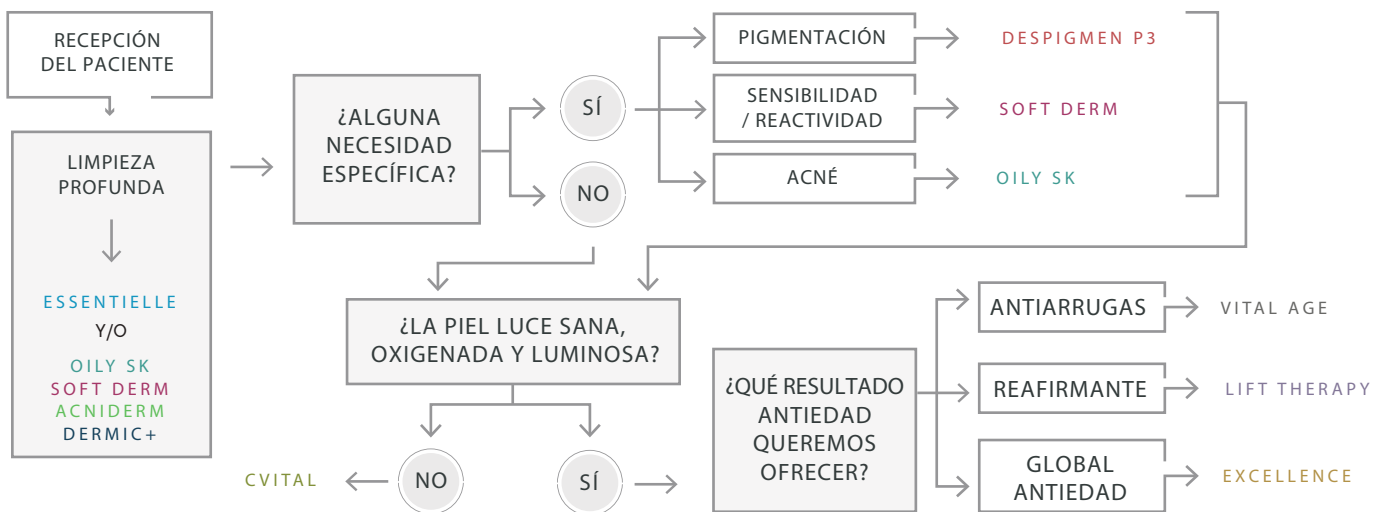 RECEPCIÓN
DEL PACIENTE
LIMPIEZA
PROFUNDA
ESSENTIELLE
Y/O
OILY SK
SOFT DERM
ACNIDERM
DERMIC+
¿ALGUNA
NECESIDAD
ESPECÍFICA?
SÍ
NO
PIGMENTACIÓN
DESPIGMEN P3
SENSIBILIDAD
/ REACTIVIDAD
SOFT DERM
ACNÉ
OILY SK
¿LA PIEL LUCE SANA,
OXIGENADA Y LUMINOSA?
NO
CVITAL
SÍ
¿QUÉ RESULTADO
ANTIEDAD
QUEREMOS
OFRECER?
ANTIARRUGAS
VITAL AGE
REAFIRMANTE
LIFT THERAPY
GLOBAL
ANTIEDAD
EXCELLENCE